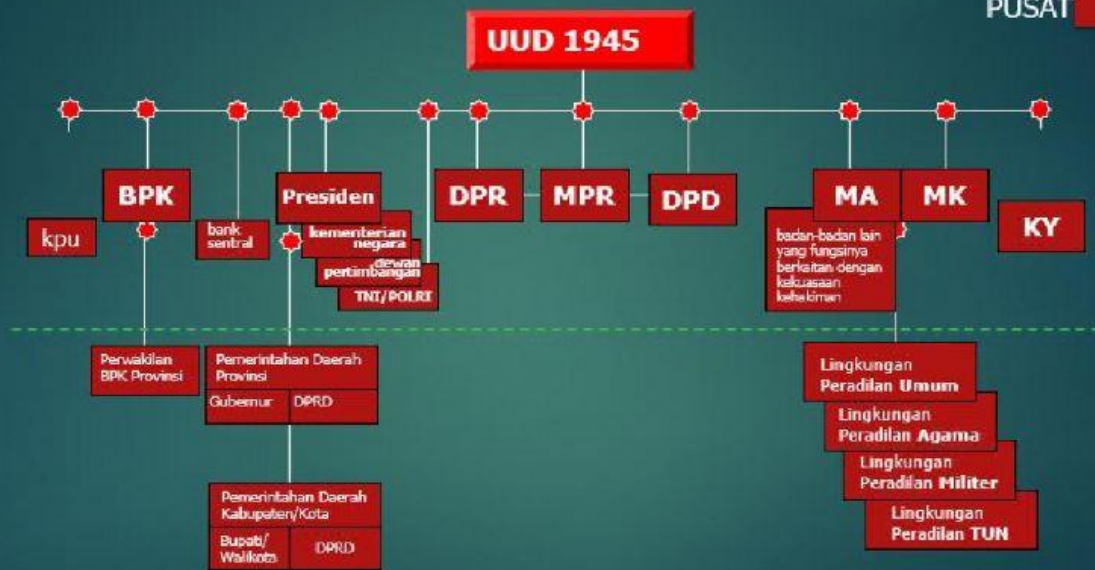 PUSAT
UUD 1945
BPK
Presiden
DPR
MPR
DPD
MA
MK
KY
kpu
bank
sentral
kementerian
negara
dewan
pertimbangan
TNI/POLRI
badan-badan lain
yang fungsinya
berkaitan dengan
kekuasaan
kehakiman
Perwakilan
BPK Provinsi
Pemerintahan Daerah
Provinsi
Gubernur
DPRD
Pemerintahan Daerah
Kabupaten/Kota
Bupati/
Walikota
DPRD
Lingkungan
Peradilan Umum
Lingkungan
Peradilan Agama
Lingkungan
Peradilan Militer
Lingkungan
Peradilan TUN